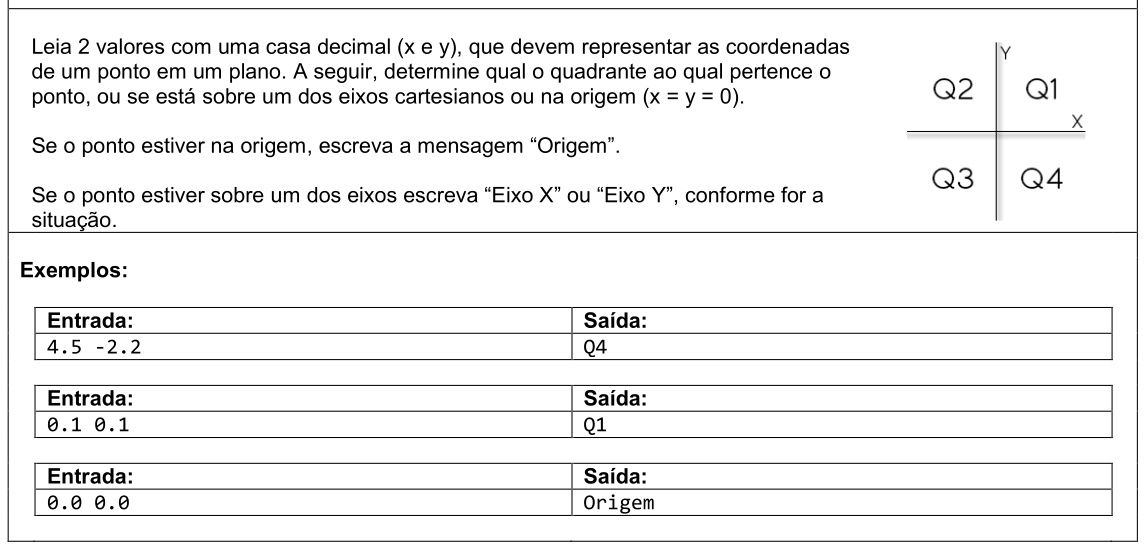 Leia 2 valores com uma casa decimal (x e y), que devem representar as coordenadas
de um ponto em um plano. A seguir, determine qual o quadrante ao qual pertence o
ponto, ou se está sobre um dos eixos cartesianos ou na origem (x = y = 0).
Se o ponto estiver na origem, escreva a mensagem “Origem”.
Se o ponto estiver sobre um dos eixos escreva “Eixo X” ou “Eixo Y”, conforme for a
situação.
Y
Q2 Q1
X
Q3 Q4
Exemplos:
Entrada: Saída:
4.5 -2.2 Q4
Entrada: Saída:
0.1 0.1 Q1
Entrada: Saída:
0.0 0.0 Origem